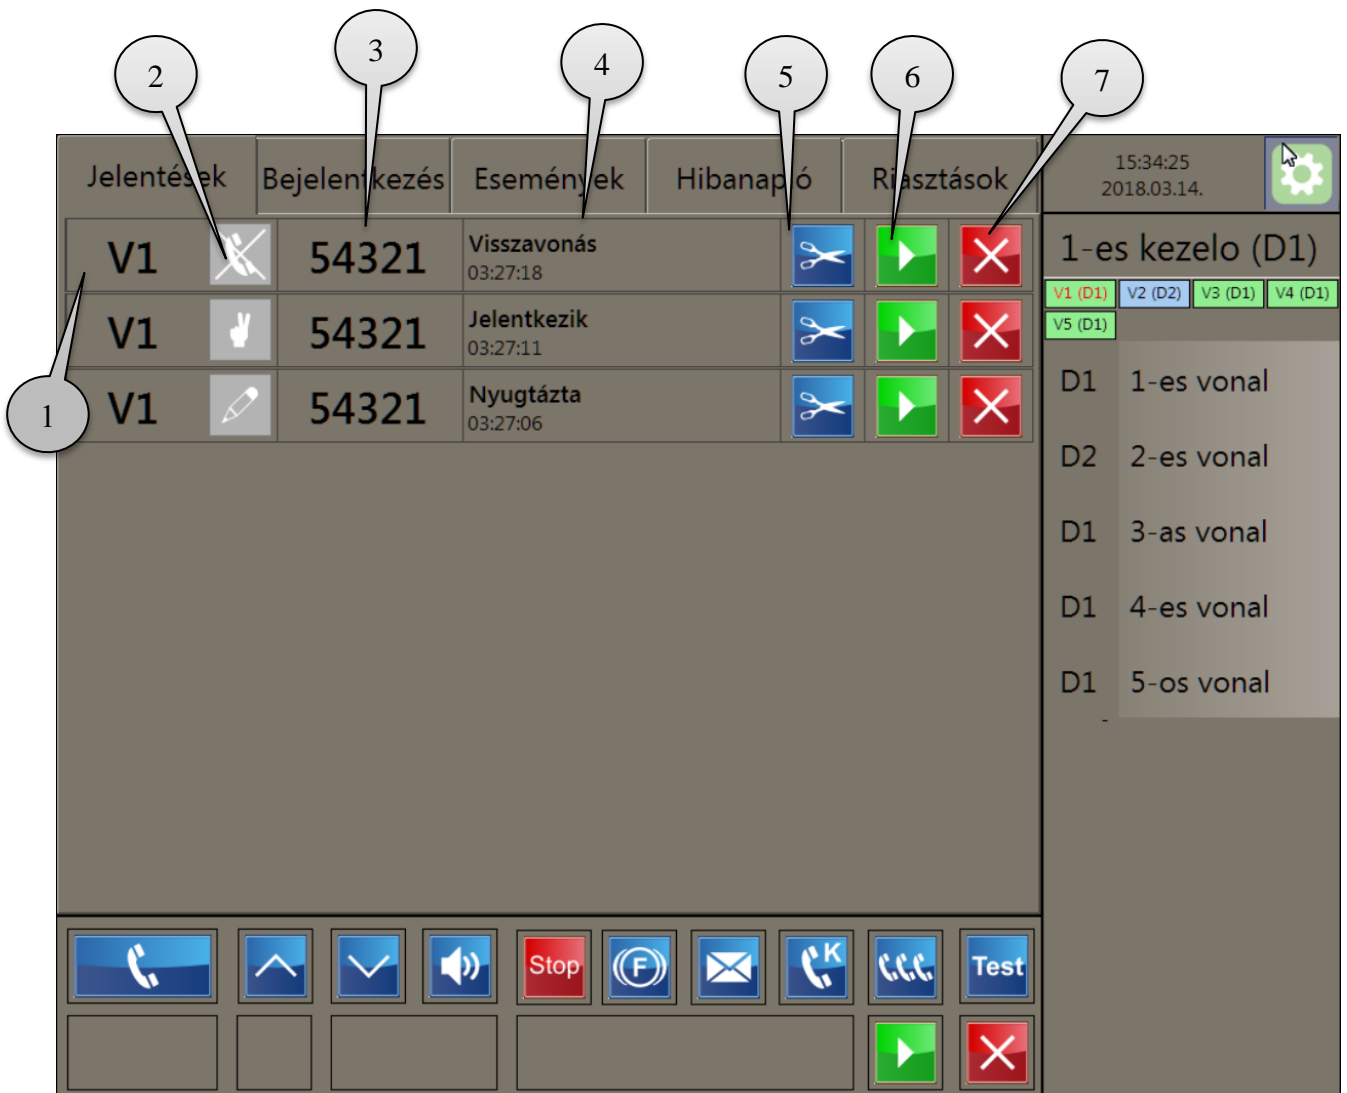 2
3
4
5
6
7
Jelentések
Bejelentkezés
Események
Hibanapló
Riasztások
15:34:25
2018.03.14.
V1
54321
Visszavonás
03:27:18
V1
54321
Jelentkezik
03:27:11
V1
54321
Nyugtázta
03:27:06
1
1-es kezelo (D1)
V1 (D1) V2 (D2) V3 (D1) V4 (D1)
V5 (D1)
D1 1-es vonal
D2 2-es vonal
D1 3-as vonal
D1 4-es vonal
D1 5-os vonal
-
Stop
(F)
K
Test